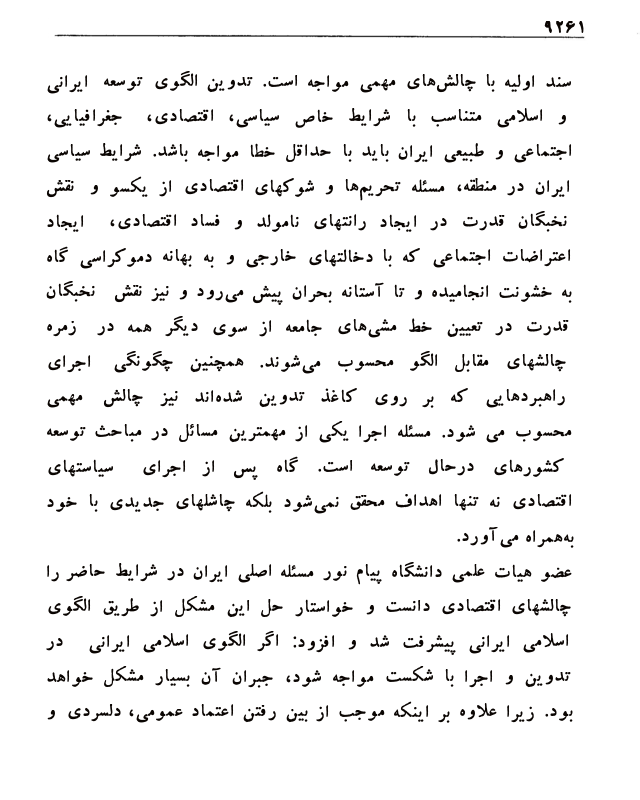 ۹۲۶۱
سند اولیه با چالش‌های مهمی مواجه است. تدوین الگوی توسعه ایرانی
و اسلامی متناسب با شرایط خاص سیاسی، اقتصادی، جغرافیایی،
اجتماعی و طبیعی ایران باید با حداقل خطا مواجه باشد. شرایط سیاسی
ایران در منطقه، مسئله تحریم‌ها و شوکهای اقتصادی از یکسو و نقش
نخبگان قدرت در ایجاد رانتهای نامولد و فساد اقتصادی، ایجاد
اعتراضات اجتماعی که با دخالتهای خارجی و به بهانه دموکراسی گاه
به خشونت انجامیده و تا آستانه بحران پیش می‌رود و نیز نقش نخبگان
قدرت در تعیین خط مشی‌های جامعه از سوی دیگر همه در زمره
چالشهای مقابل الگو محسوب می‌شوند. همچنین چگونگی اجرای
راهبردهایی که بر روی کاغذ تدوین شده‌اند نیز چالش مهمی
محسوب می شود. مسئله اجرا یکی از مهمترین مسائل در مباحث توسعه
کشورهای درحال توسعه است. گاه پس از اجرای سیاستهای
اقتصادی نه تنها اهداف محقق نمی‌شود بلکه چاشلهای جدیدی با خود
به‌همراه می‌آورد.
عضو هیات علمی دانشگاه پیام نور مسئله اصلی ایران در شرایط حاضر را
چالشهای اقتصادی دانست و خواستار حل این مشکل از طریق الگوی
اسلامی ایرانی پیشرفت شد و افزود: اگر الگوی اسلامی ایرانی در
تدوین و اجرا با شکست مواجه شود، جبران آن بسیار مشکل خواهد
بود. زیرا علاوه بر اینکه موجب از بین رفتن اعتماد عمومی، دلسردی و